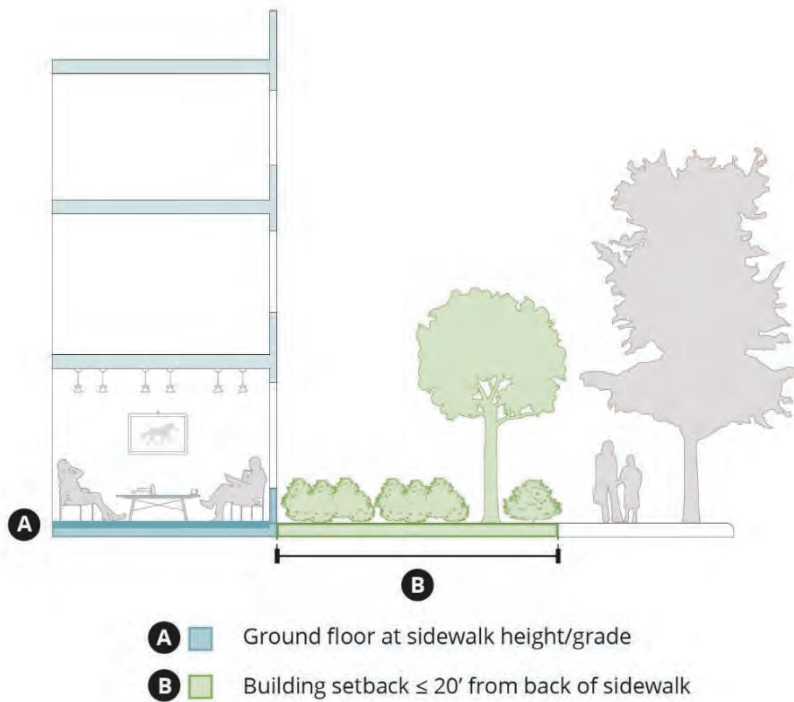 A
B
A Ground floor at sidewalk height/grade
B Building setback ≤ 20’ from back of sidewalk